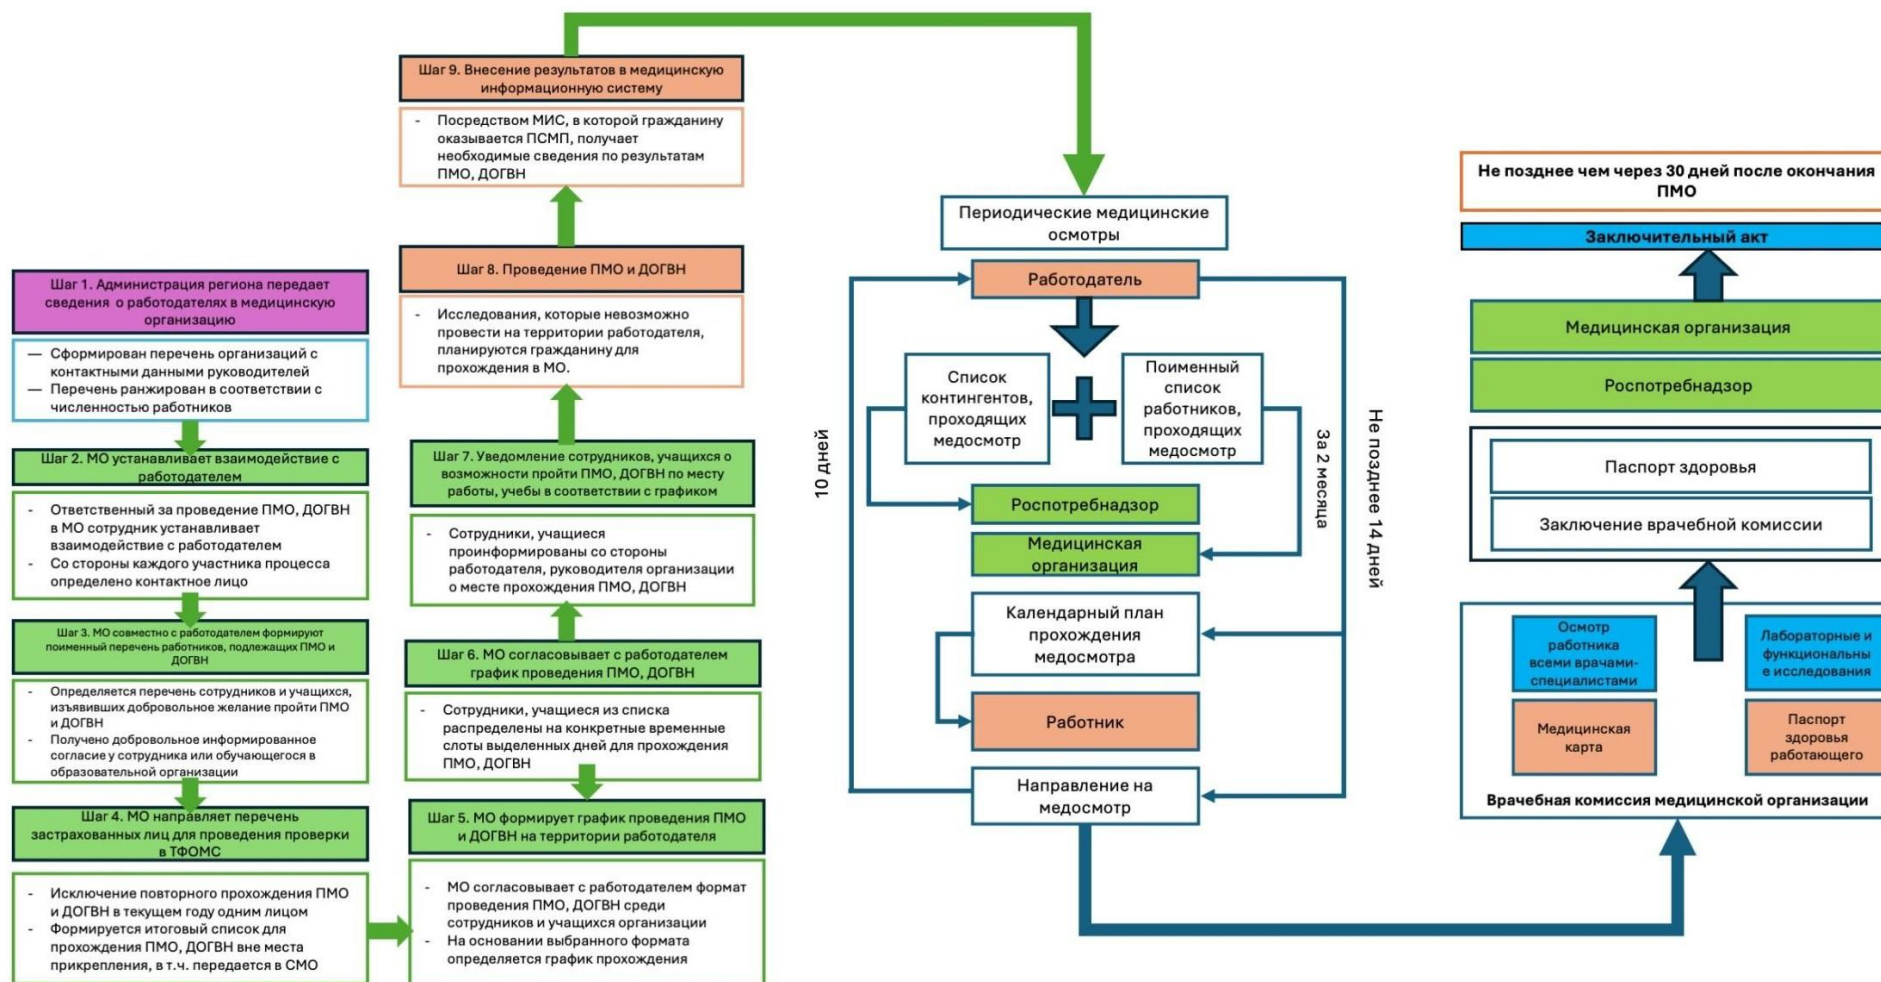 Шаг 1. Администрация региона передает
сведения о работодателях в медицинскую
организацию
— Сформирован перечень организаций с
контактными данными руководителей
— Перечень ранжирован в соответствии с
численностью работников
Шаг 2. МО устанавливает взаимодействие с
работодателем
- Ответственный за проведение ПМО, ДОГВН
в МО сотрудник устанавливает
взаимодействие с работодателем
- Со стороны каждого участника процесса
определено контактное лицо
Шаг 3. МО совместно с работодателем формируют
поименный перечень работников, подлежащих ПМО и
ДОГВН
- Определяется перечень сотрудников и учащихся,
изъявивших добровольное желание пройти ПМО
и ДОГВН
- Получено добровольное информированное
согласие у сотрудника или обучающегося в
образовательной организации
Шаг 4. МО направляет перечень
застрахованных лиц для проведения проверки
в ТФОМС
- Исключение повторного прохождения ПМО
и ДОГВН в текущем году одним лицом
- Формируется итоговый список для
прохождения ПМО, ДОГВН вне места
прикрепления, в т.ч. передается в СМО
Шаг 9. Внесение результатов в медицинскую
информационную систему
- Посредством МИС, в которой гражданину
оказывается ПСМП, получает
необходимые сведения по результатам
ПМО, ДОГВН
Шаг 8. Проведение ПМО и ДОГВН
- Исследования, которые невозможно
провести на территории работодателя,
планируются гражданину для
прохождения в МО.
Шаг 7. Уведомление сотрудников, учащихся о
возможности пройти ПМО, ДОГВН по месту
работы, учебы в соответствии с графиком
- Сотрудники, учащиеся
проинформированы со стороны
работодателя, руководителя организации
о месте прохождения ПМО, ДОГВН
Шаг 6. МО согласовывает с работодателем
график проведения ПМО, ДОГВН
- Сотрудники, учащиеся из списка
распределены на конкретные временные
слоты выделенных дней для прохождения
ПМО, ДОГВН
Шаг 5. МО формирует график проведения ПМО
и ДОГВН на территории работодателя
- МО согласовывает с работодателем формат
проведения ПМО, ДОГВН среди
сотрудников и учащихся организации
- На основании выбранного формата
определяется график прохождения
Периодические медицинские
осмотры
Работодатель
Список
контингентов,
проходящих
медосмотр
Поименный
список
работников,
проходящих
медосмотр
10 дней
За 2 месяца
Не позднее 14 дней
Роспотребнадзор
Медицинская
организация
Календарный план
прохождения
медосмотра
Работник
Направление на
медосмотр
Не позднее чем через 30 дней после окончания
ПМО
Заключительный акт
Медицинская организация
Роспотребнадзор
Паспорт здоровья
Заключение врачебной комиссии
Осмотр
работника
всеми врачами-
специалистами
Лабораторные и
функциональны
е исследования
Медицинская
карта
Паспорт
здоровья
работающего
Врачебная комиссия медицинской организации